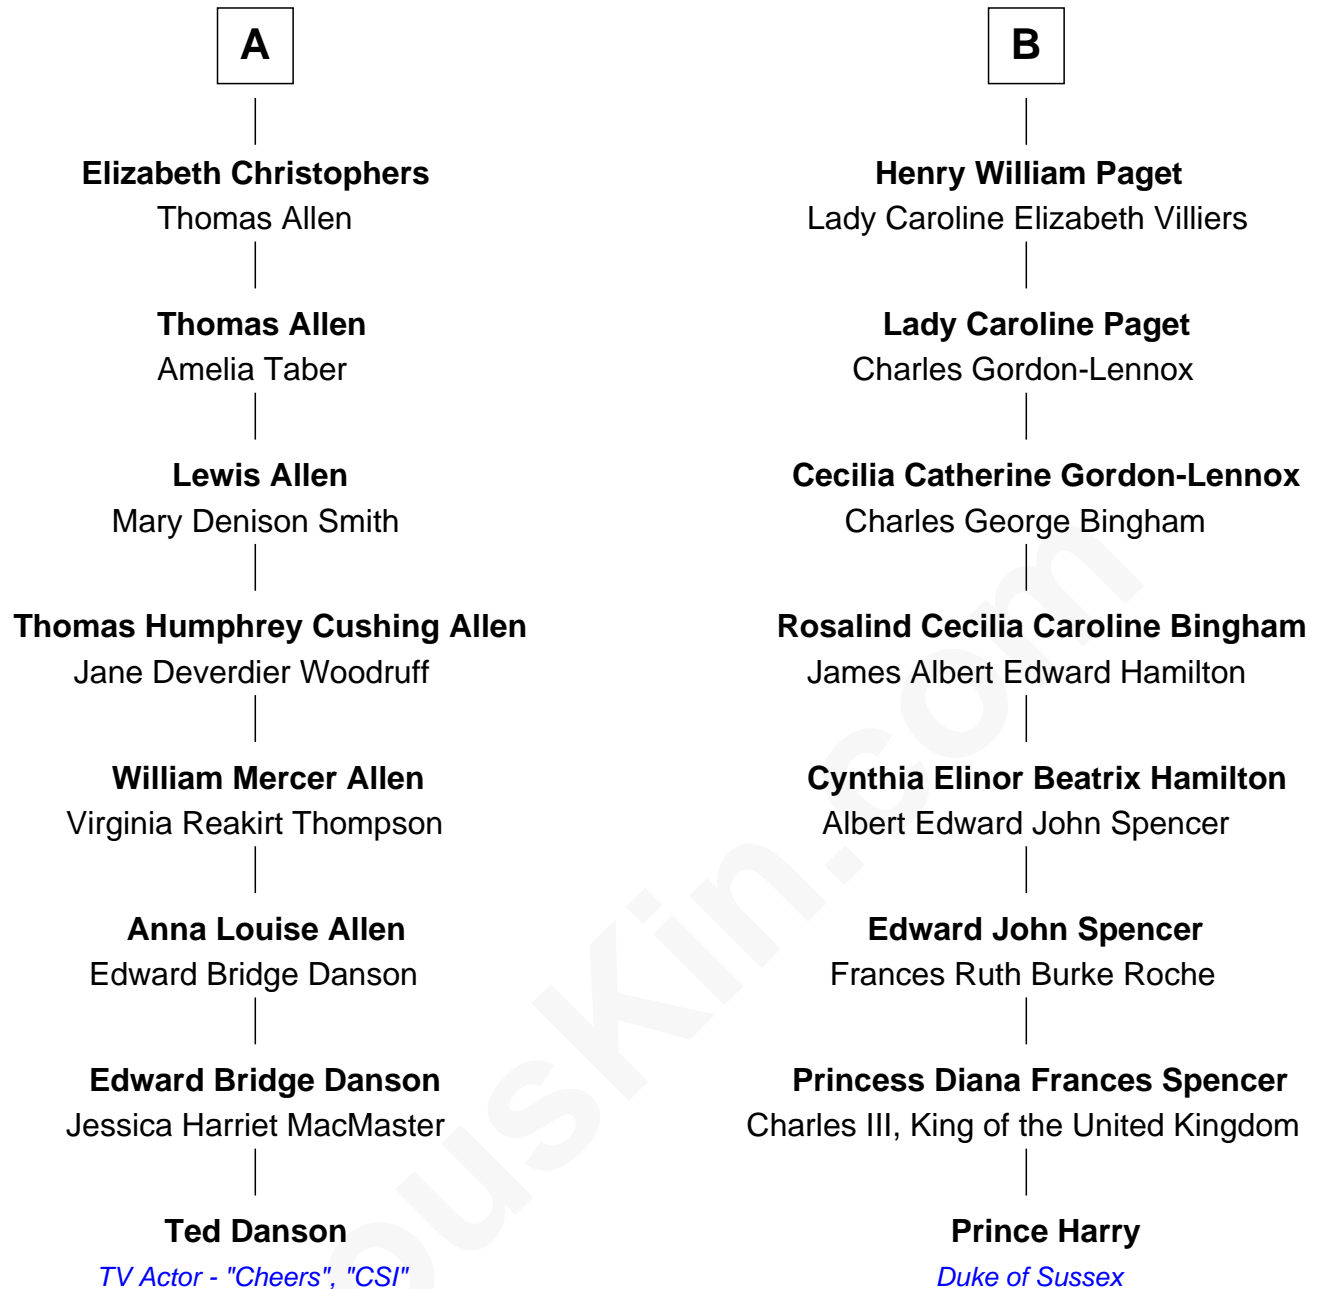 A
Elizabeth Christophers
Thomas Allen
Thomas Allen
Amelia Taber
Lewis Allen
Mary Denison Smith
Thomas Humphrey Cushing Allen
Jane Deverdier Woodruff
William Mercer Allen
Virginia Reakirt Thompson
Anna Louise Allen
Edward Bridge Danson
Edward Bridge Danson
Jessica Harriet MacMaster
Ted Danson
TV Actor - "Cheers", "CSI"
B
Henry William Paget
Lady Caroline Elizabeth Villiers
Lady Caroline Paget
Charles Gordon-Lennox
Cecilia Catherine Gordon-Lennox
Charles George Bingham
Rosalind Cecilia Caroline Bingham
James Albert Edward Hamilton
Cynthia Elinor Beatrix Hamilton
Albert Edward John Spencer
Edward John Spencer
Frances Ruth Burke Roche
Princess Diana Frances Spencer
Charles III, King of the United Kingdom
Prince Harry
Duke of Sussex
ousKin.com